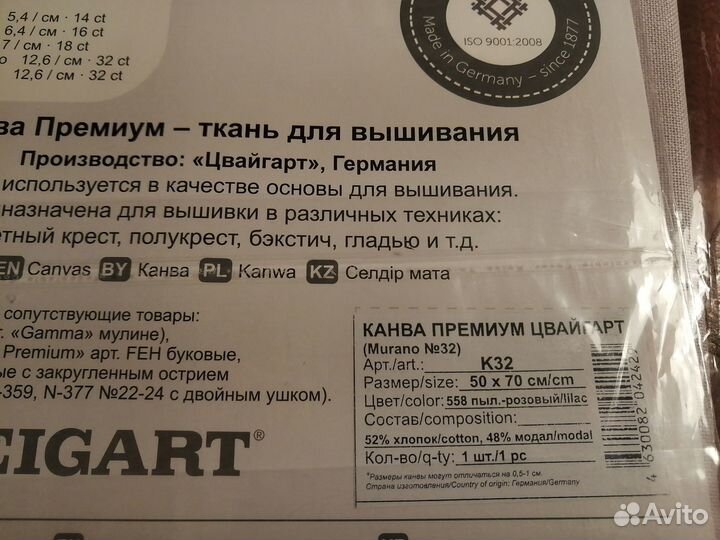 5,4 / см · 14 ct
6,4 / см · 16 ct
7 / см · 18 ct
12,6 / см · 32 ct
12,6 / см · 32 ct
ISO 9001:2008
Made in Germany – since 1877
ва Премиум – ткань для вышивания
Производство: «Цвайгарт», Германия
используется в качестве основы для вышивания.
назначена для вышивки в различных техниках:
етный крест, полукрест, бэкстич, гладью и т.д.
EN Canvas BY Канва PL Kanwa KZ Селдір мата
сопутствующие товары:
т. «Gamma» мулине),
Premium» арт. FEH буковые,
ые с закругленным острием
-359, N-377 №22-24 с двойным ушком).
EIGART®
КАНВА ПРЕМИУМ ЦВАЙГАРТ
(Murano №32)
Арт./art.: K32
Размер/size: 50 x 70 см/cm
Цвет/color: 558 пыл.-розовый/lilac
Состав/composition:
52% хлопок/cotton, 48% модал/modal
Кол-во/q-ty: 1 шт./1 pc
*Размеры канвы могут отличаться на 0,5-1 см.
Страна изготовления/Country of origin: Германия/Germany
Avito